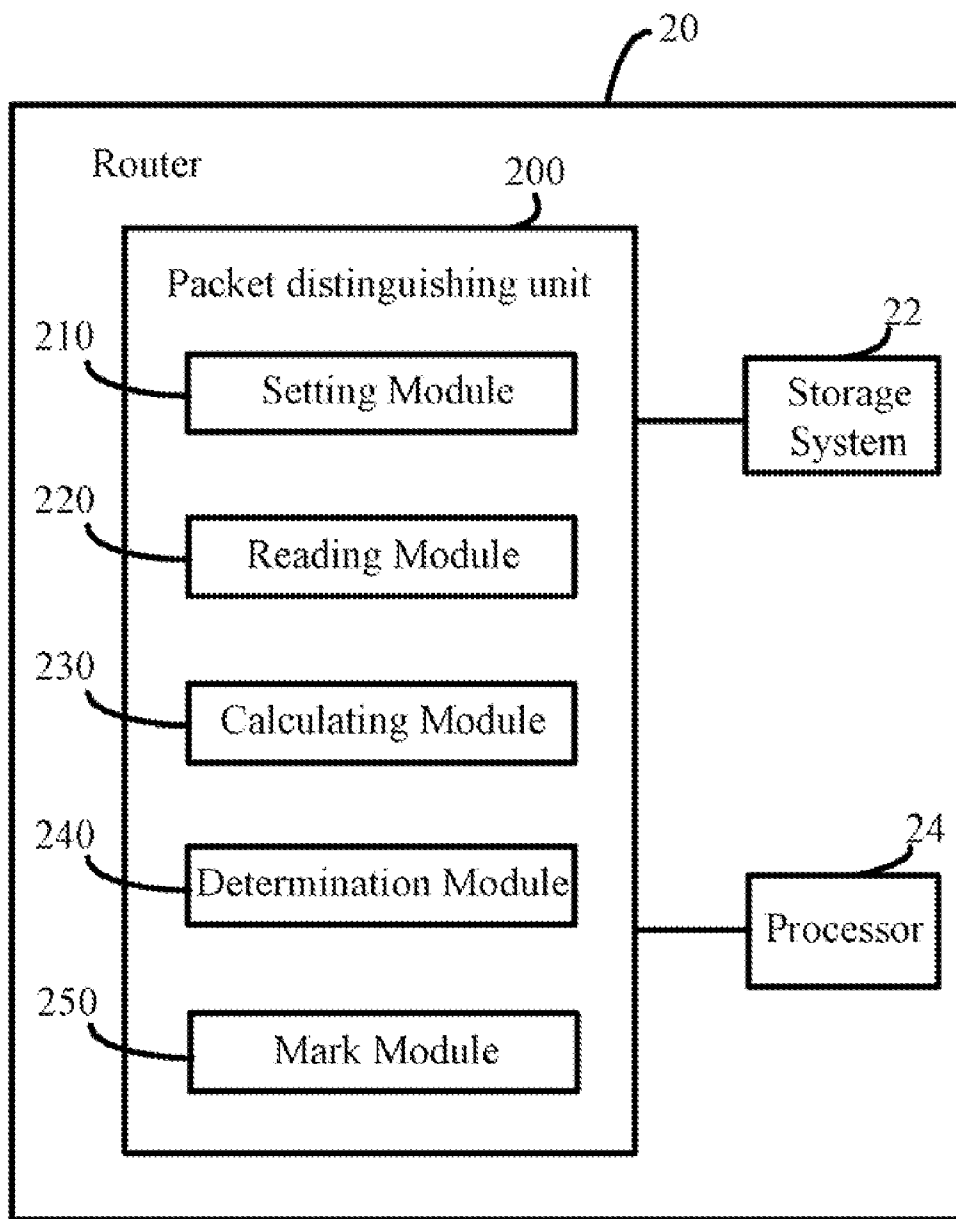 20
Router
200
Packet distinguishing unit
210
Setting Module
22
Storage
System
220
Reading Module
230
Calculating Module
240
Determination Module
24
Processor
250
Mark Module